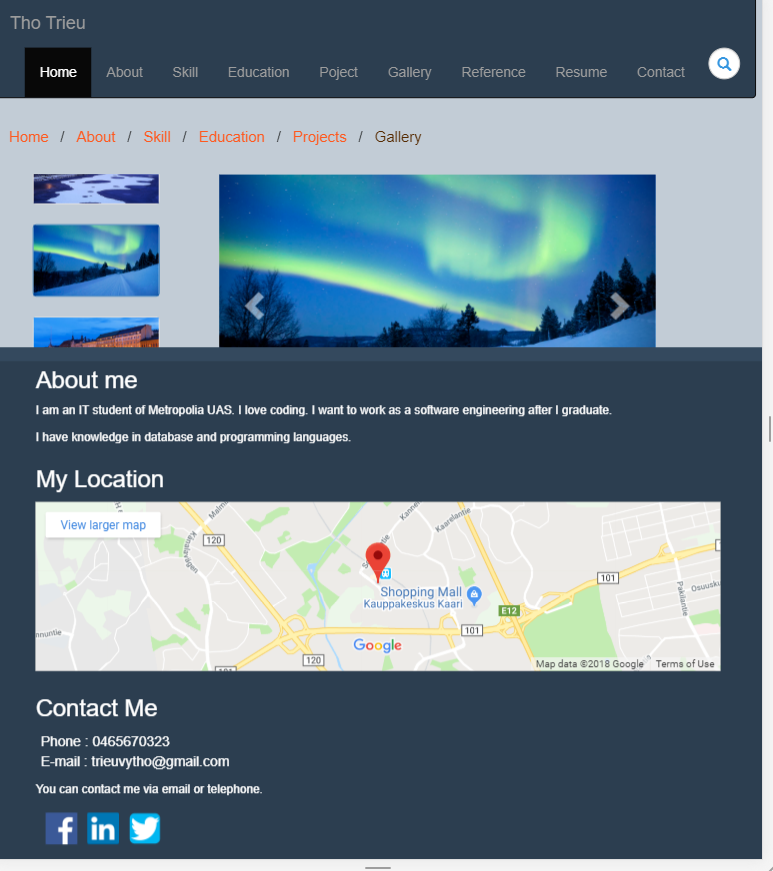 Tho Trieu
Home About Skill Education Poject Gallery Reference Resume Contact
Home / About / Skill / Education / Projects / Gallery
About me
I am an IT student of Metropolia UAS. I love coding. I want to work as a software engineering after I graduate.
I have knowledge in database and programming languages.
My Location
View larger map
120
101
Shopping Mall
Kauppakeskus Kaari
E12
101
Google
120
Map data ©2018 Google Terms of Use
Contact Me
Phone : 0465670323
E-mail : trieuvytho@gmail.com
You can contact me via email or telephone.
f in